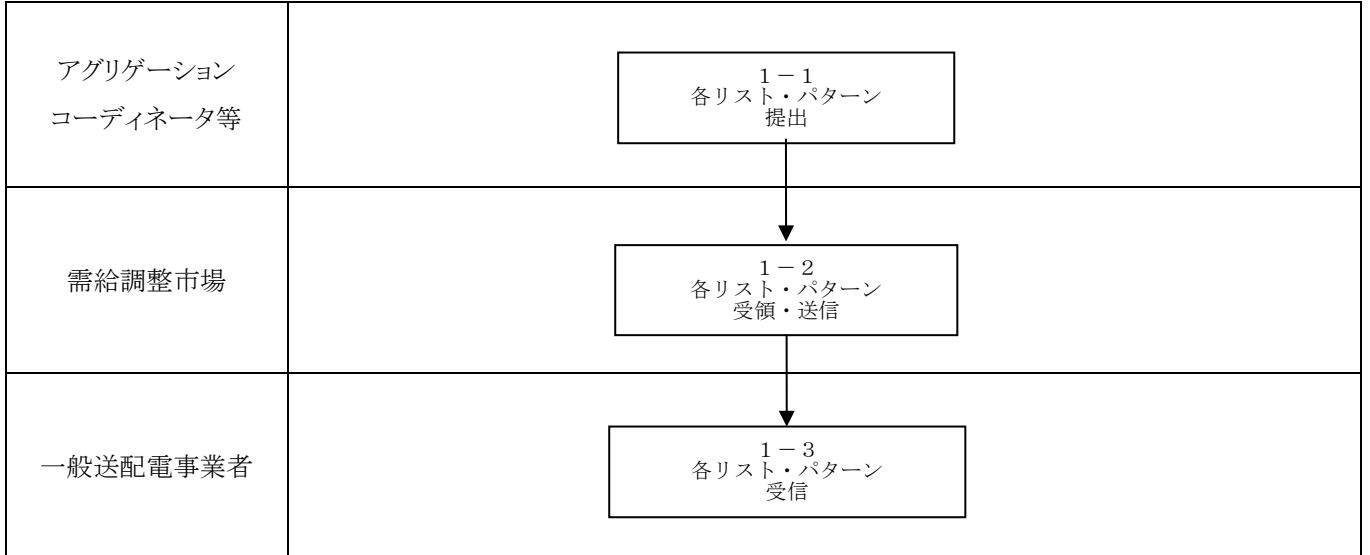 アグリゲーション
コーディネータ等
１－１
各リスト・パターン
提出
需給調整市場
１－２
各リスト・パターン
受領・送信
一般送配電事業者
１－３
各リスト・パターン
受信